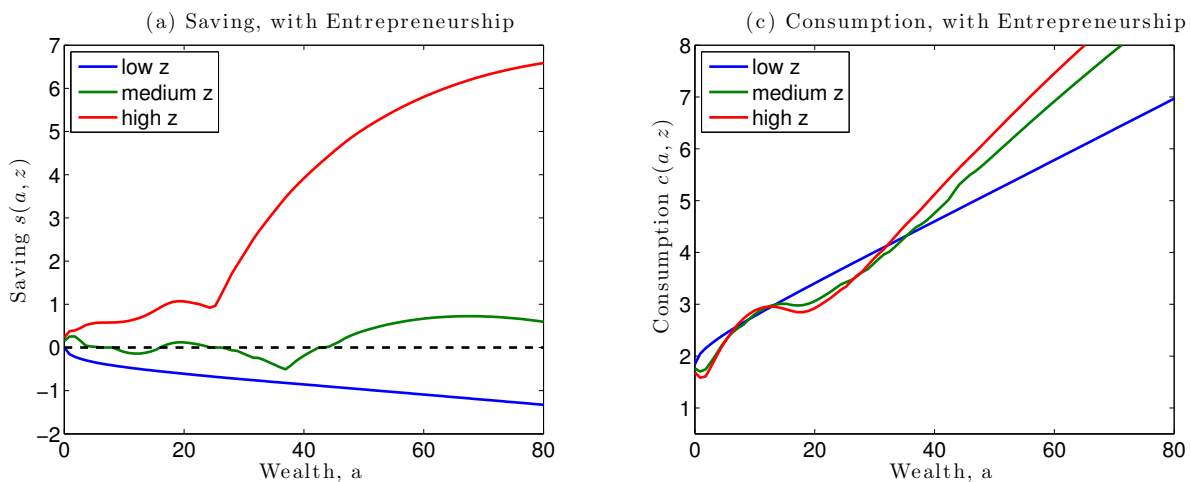 (a) Saving, with Entrepreneurship
7
6
5
4
3
2
1
0
−1
−2
Saving s(a, z)
low z
medium z
high z
0
20
40
60
80
Wealth, a
(c) Consumption, with Entrepreneurship
8
7
6
5
4
3
2
1
Consumption c(a, z)
low z
medium z
high z
0
20
40
60
80
Wealth, a